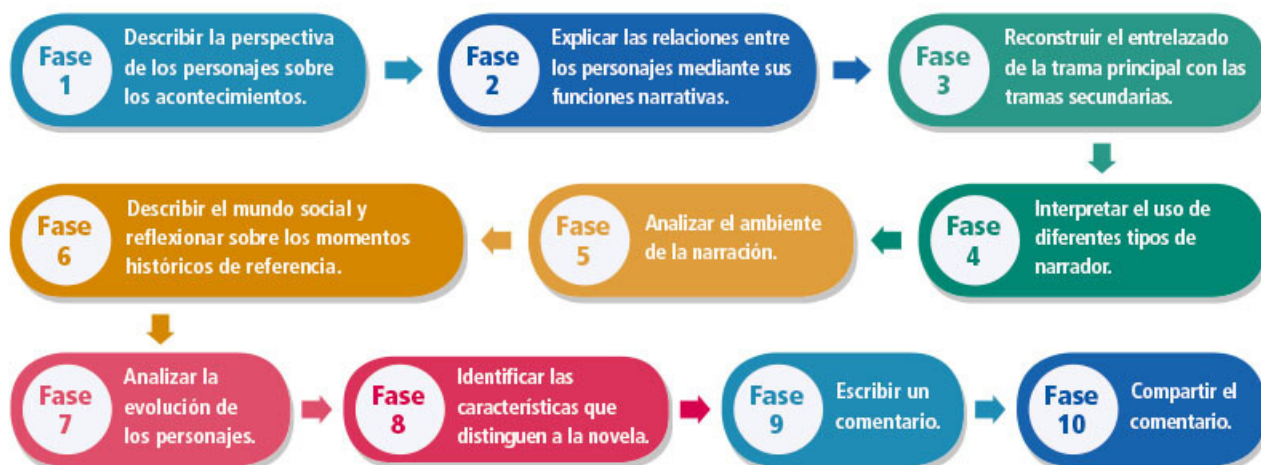 Fase
1
Describir la perspectiva
de los personajes sobre
los acontecimientos.
Fase
2
Explicar las relaciones entre
los personajes mediante sus
funciones narrativas.
Fase
3
Reconstruir el entrelazado
de la trama principal con las
tramas secundarias.
Fase
4
Interpretar el uso de
diferentes tipos de
narrador.
Fase
5
Analizar el ambiente
de la narración.
Fase
6
Describir el mundo social y
reflexionar sobre los momentos
históricos de referencia.
Fase
7
Analizar la
evolución de
los personajes.
Fase
8
Identificar las
características que
distinguen a la novela.
Fase
9
Escribir un
comentario.
Fase
10
Compartir el
comentario.